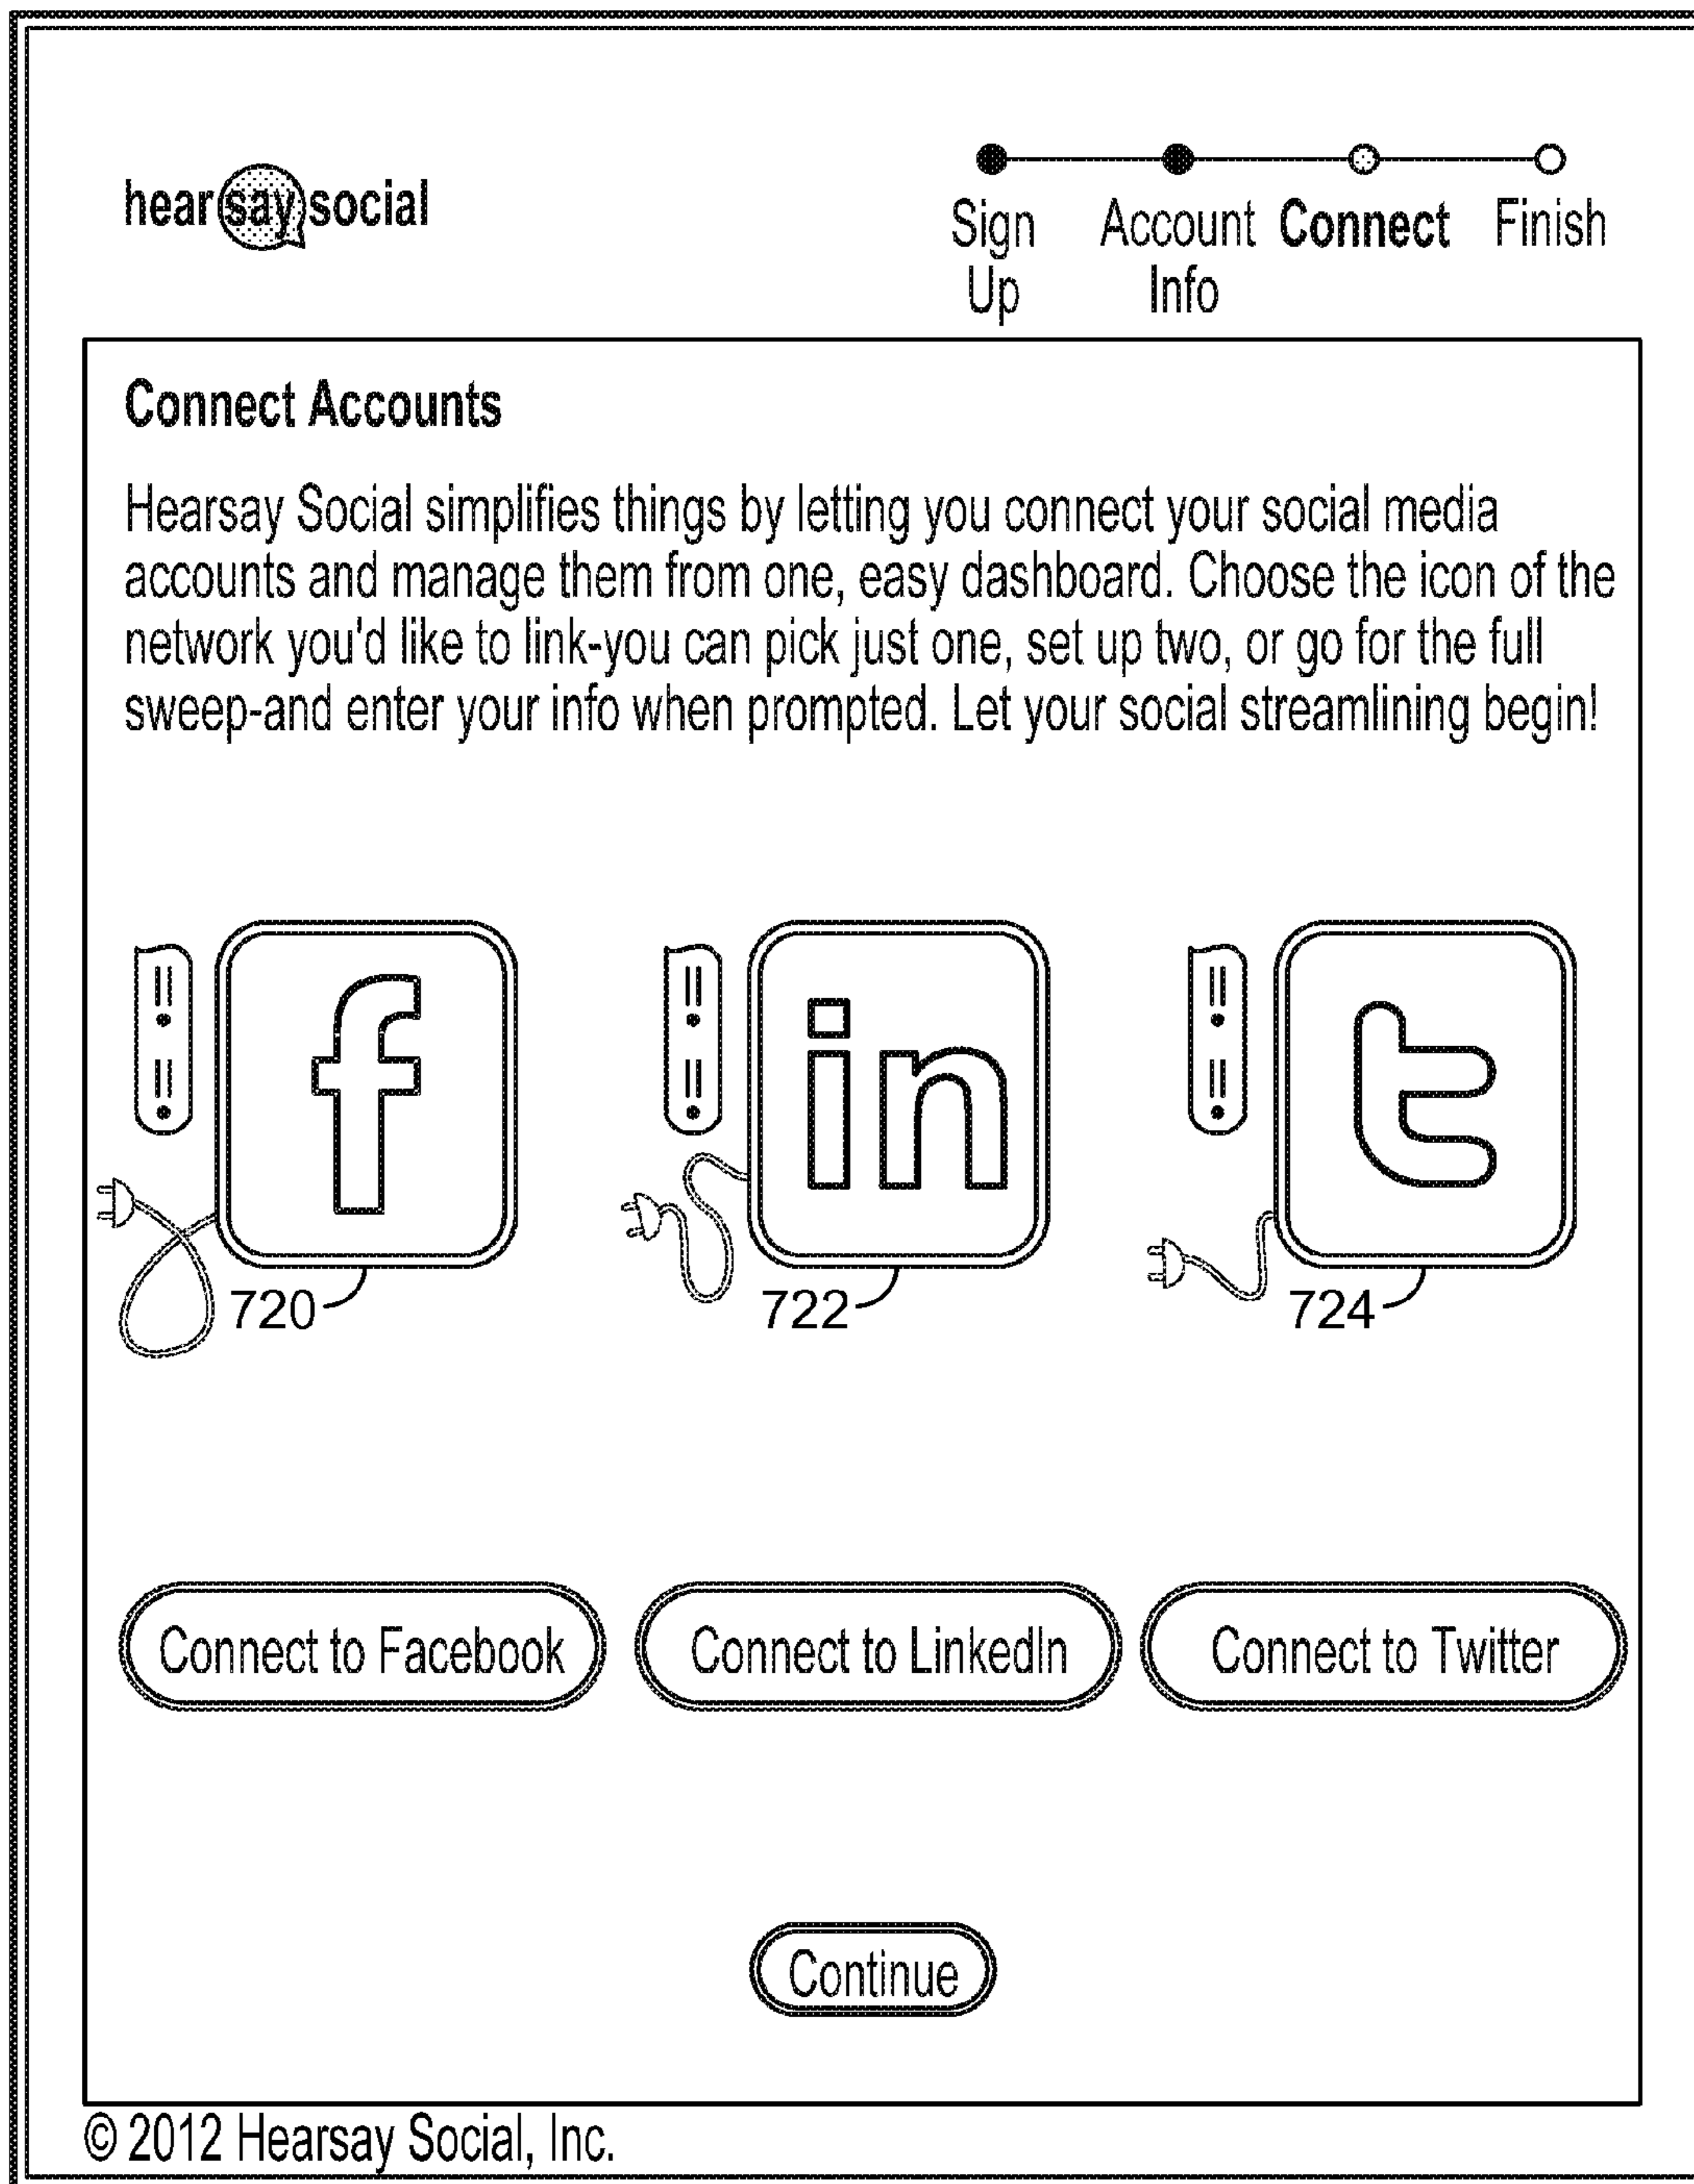 hearsay social
Sign Up
Account Info
Connect
Finish
Connect Accounts
Hearsay Social simplifies things by letting you connect your social media
accounts and manage them from one, easy dashboard. Choose the icon of the
network you'd like to link-you can pick just one, set up two, or go for the full
sweep-and enter your info when prompted. Let your social streamlining begin!
f
in
t
720
722
724
Connect to Facebook
Connect to LinkedIn
Connect to Twitter
Continue
© 2012 Hearsay Social, Inc.